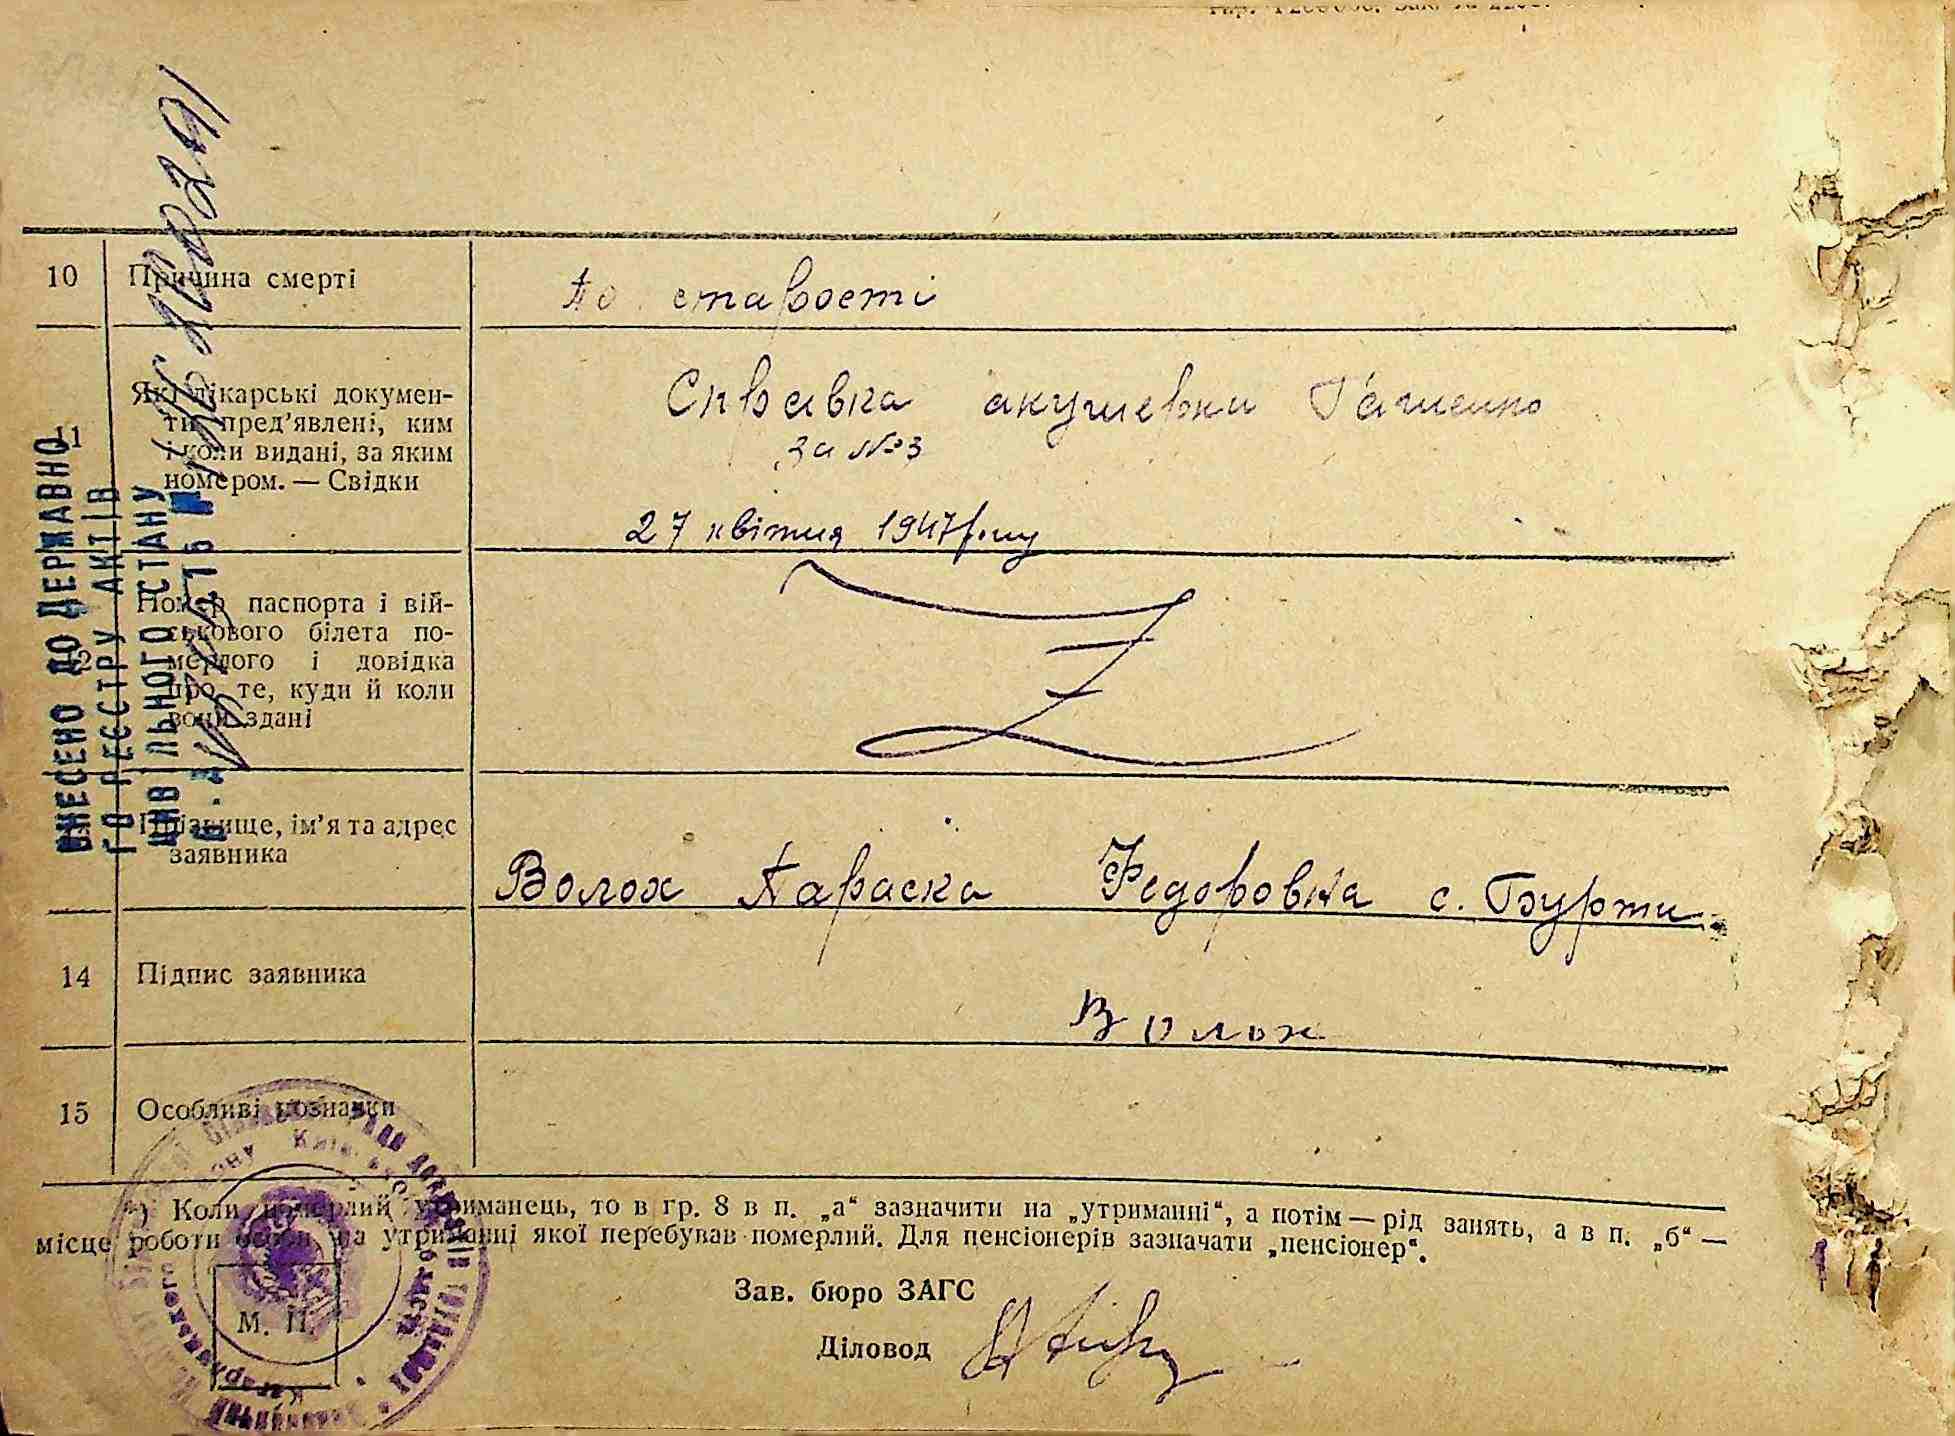 10 Причина смерті
По старості
11 Які лікарські докумен-
ти пред'явлені, ким
і коли видані, за яким
номером. — Свідки
Справка акушерки
за №3
27 квітня 1947 року
12 Номер паспорта і вій-
ськового білета по-
мерлого і довідка
про те, куди й коли
вони здані
Прізвище, ім'я та адрес
заявника
Волох Параска Федоровна с. Бурти
14 Підпис заявника
Волох
15 Особливі познанки
*) Коли померлий утриманець, то в гр. 8 в п. „а“ зазначити на „утриманні“, а потім — рід занять, а в п. „б“ —
місце роботи особи, на утриманні якої перебував померлий. Для пенсіонерів зазначати „пенсіонер“.
Зав. бюро ЗАГС
М. П.
Діловод
ВНЕСЕНО ДО ДЕРЖАВНО
ГО РЕЄСТРУ АКТІВ
ЦИВІЛЬНОГО СТАНУ